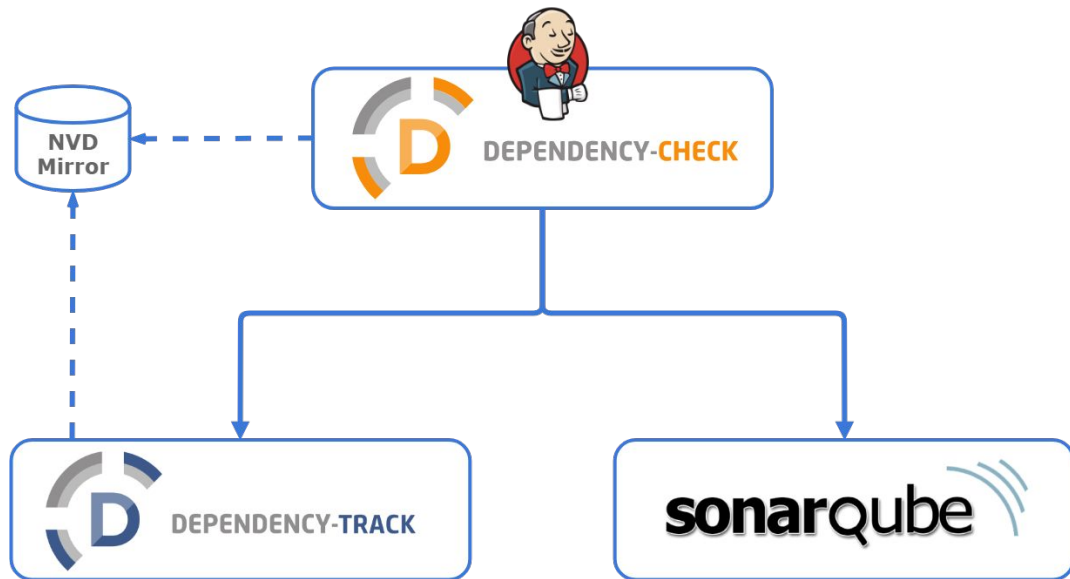 NVD
Mirror
DEPENDENCY-CHECK
DEPENDENCY-TRACK
sonarqube